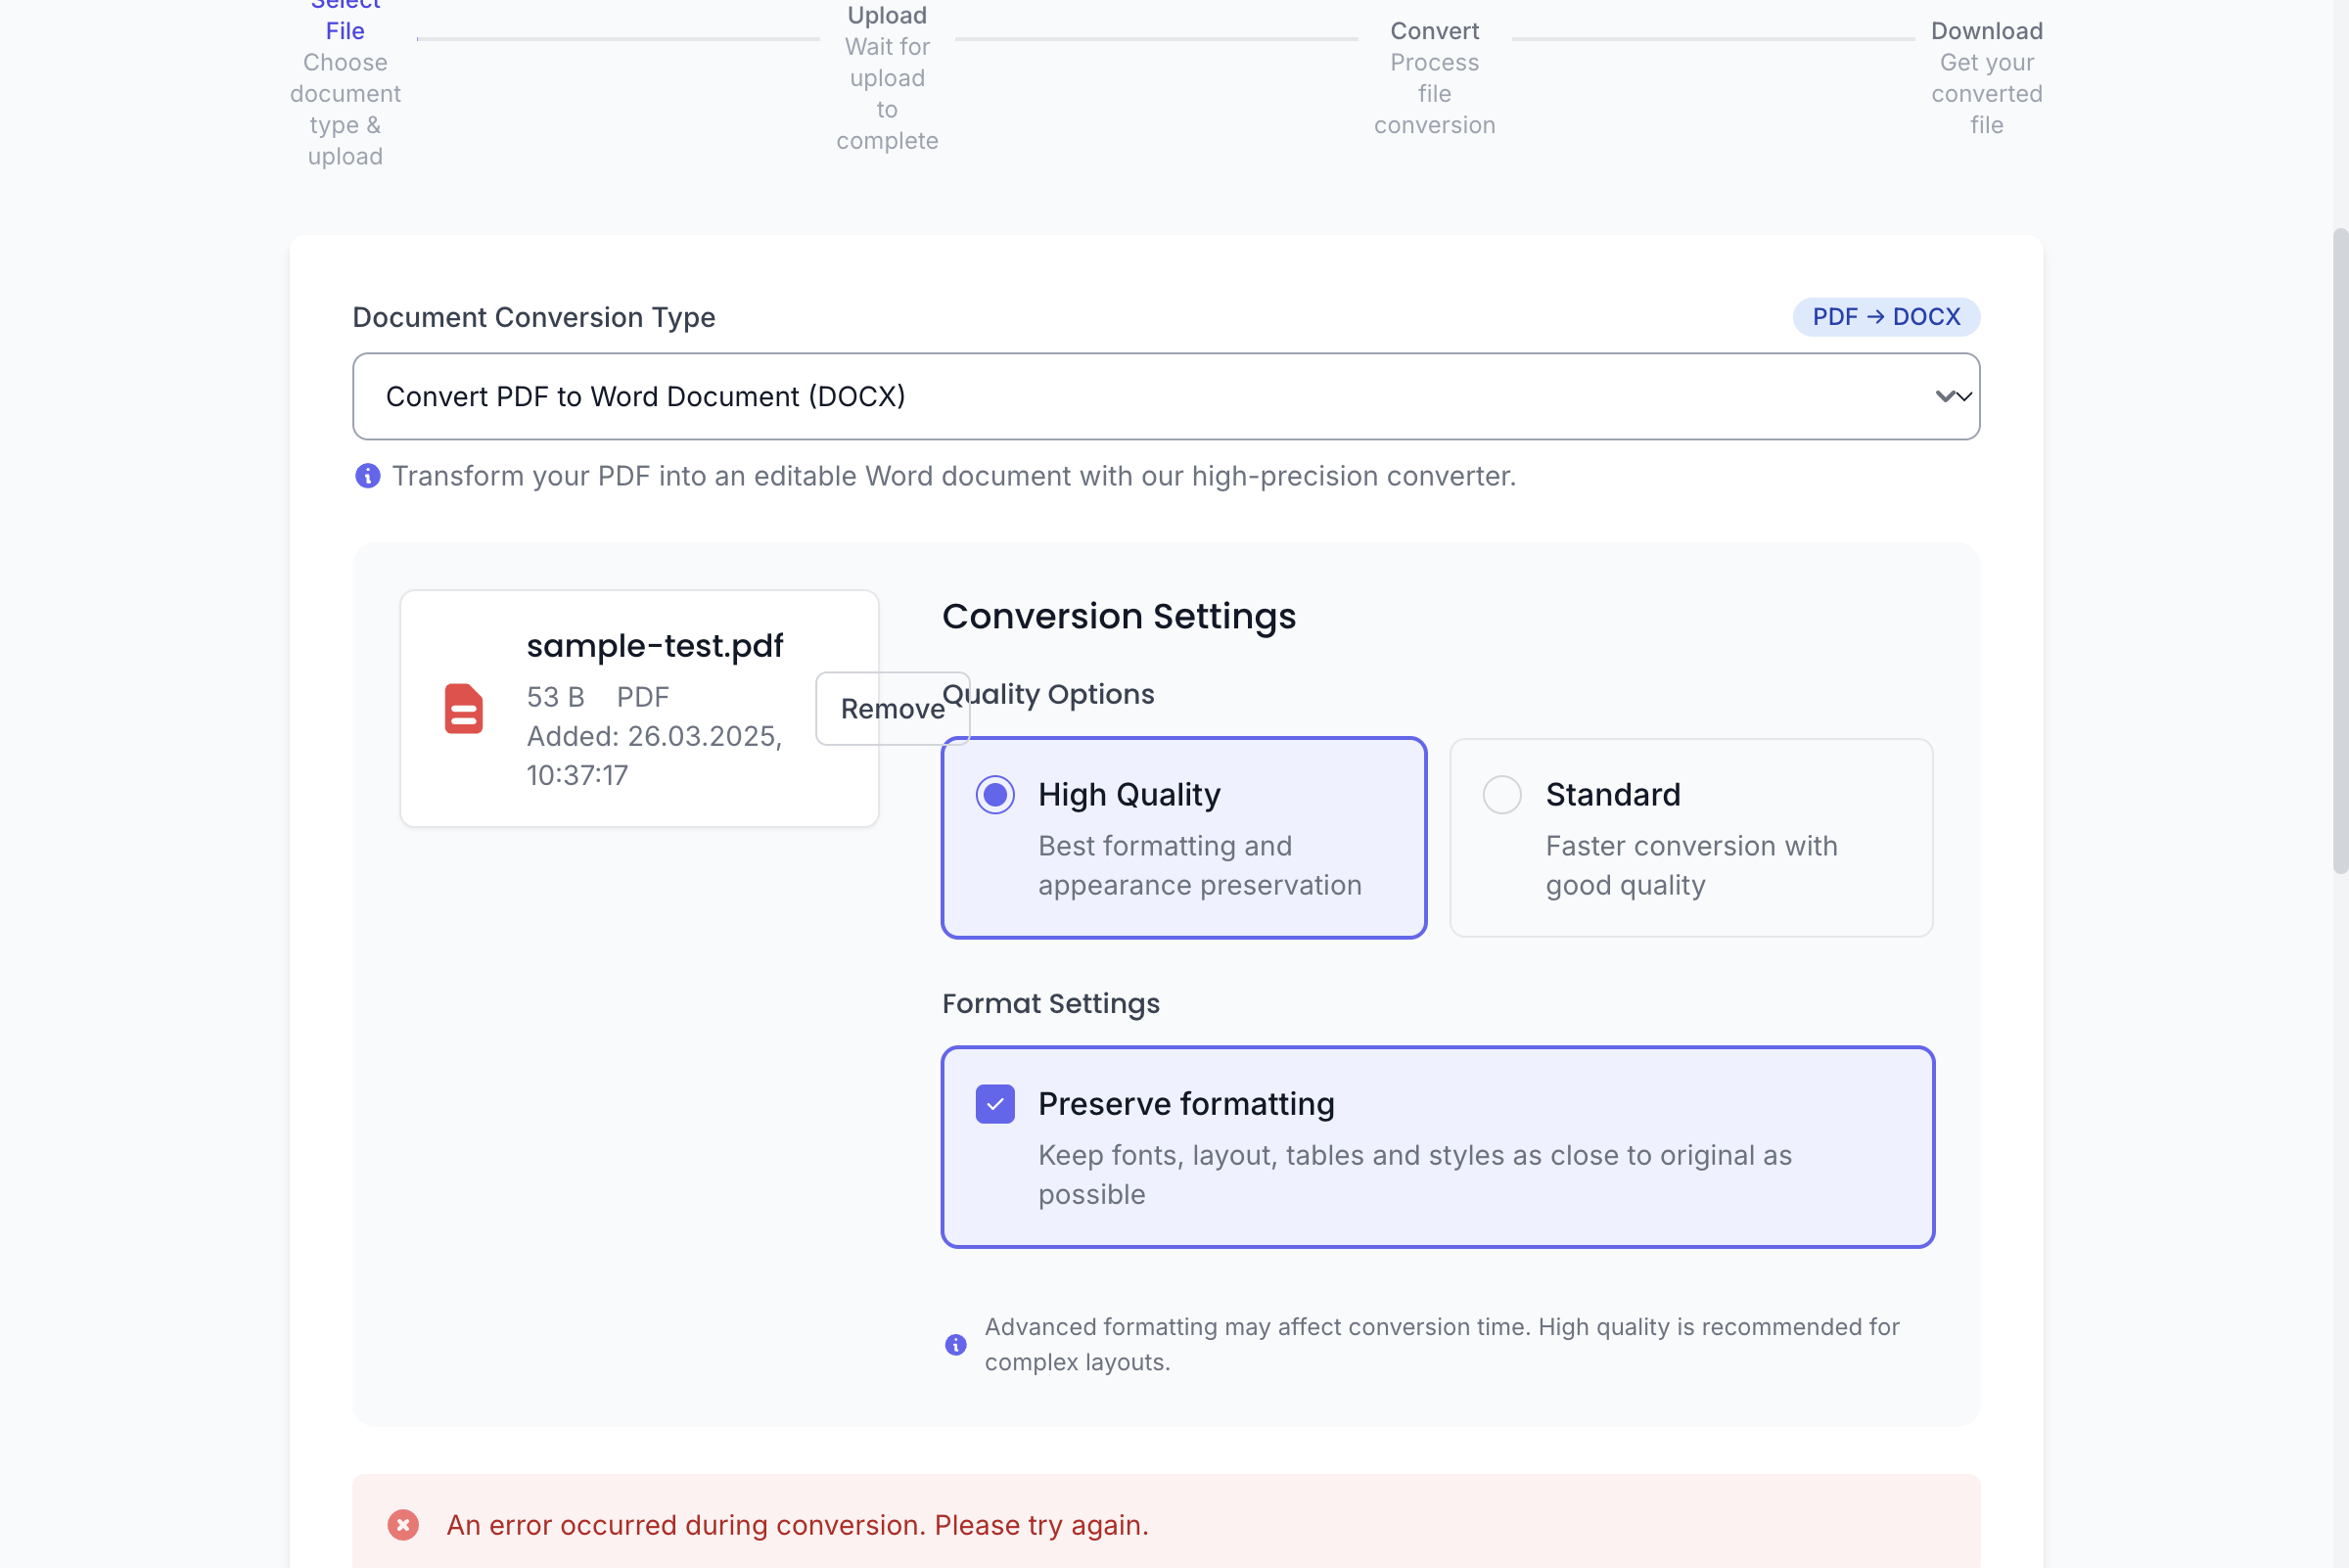 Select
File
Choose
document
type &
upload
Upload
Wait for
upload
to
complete
Convert
Process
file
conversion
Download
Get your
converted
file
Document Conversion Type
PDF → DOCX
Convert PDF to Word Document (DOCX)
Transform your PDF into an editable Word document with our high-precision converter.
sample-test.pdf
53 B PDF
Added: 26.03.2025,
10:37:17
Remove
Conversion Settings
Quality Options
High Quality
Best formatting and
appearance preservation
Standard
Faster conversion with
good quality
Format Settings
Preserve formatting
Keep fonts, layout, tables and styles as close to original as
possible
Advanced formatting may affect conversion time. High quality is recommended for
complex layouts.
An error occurred during conversion. Please try again.